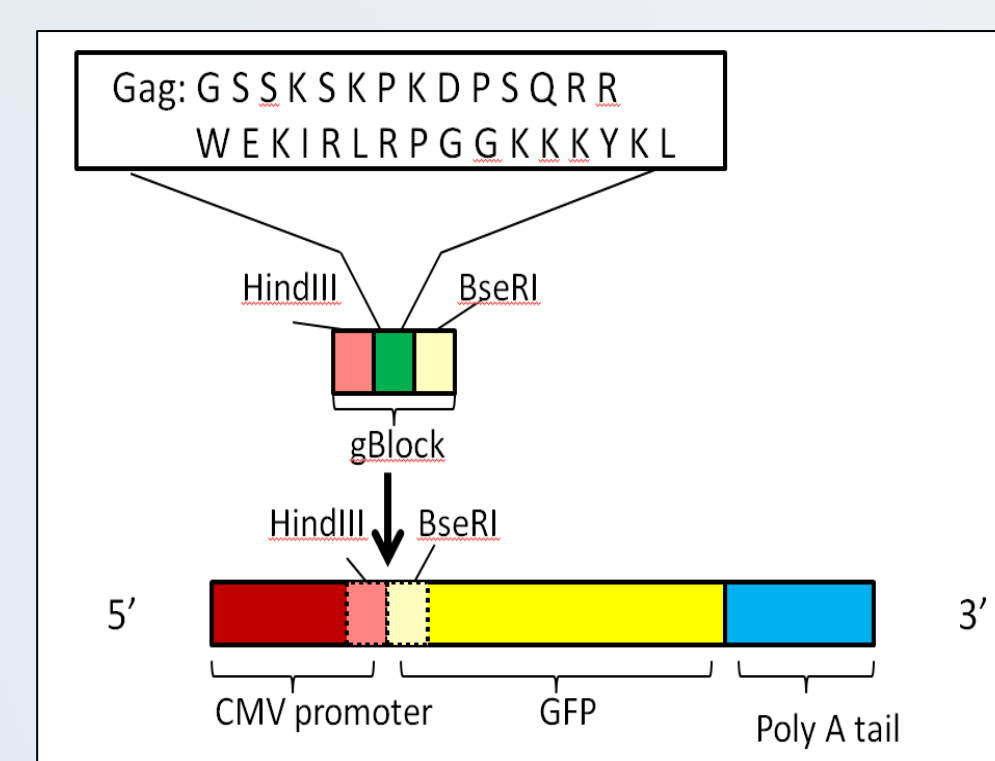 Gag: G S S K S K P K D P S Q R R
W E K I R L R P G G K K K Y K L
HindIII BseRI
gBlock
HindIII BseRI
5’ 3’
CMV promoter GFP Poly A tail